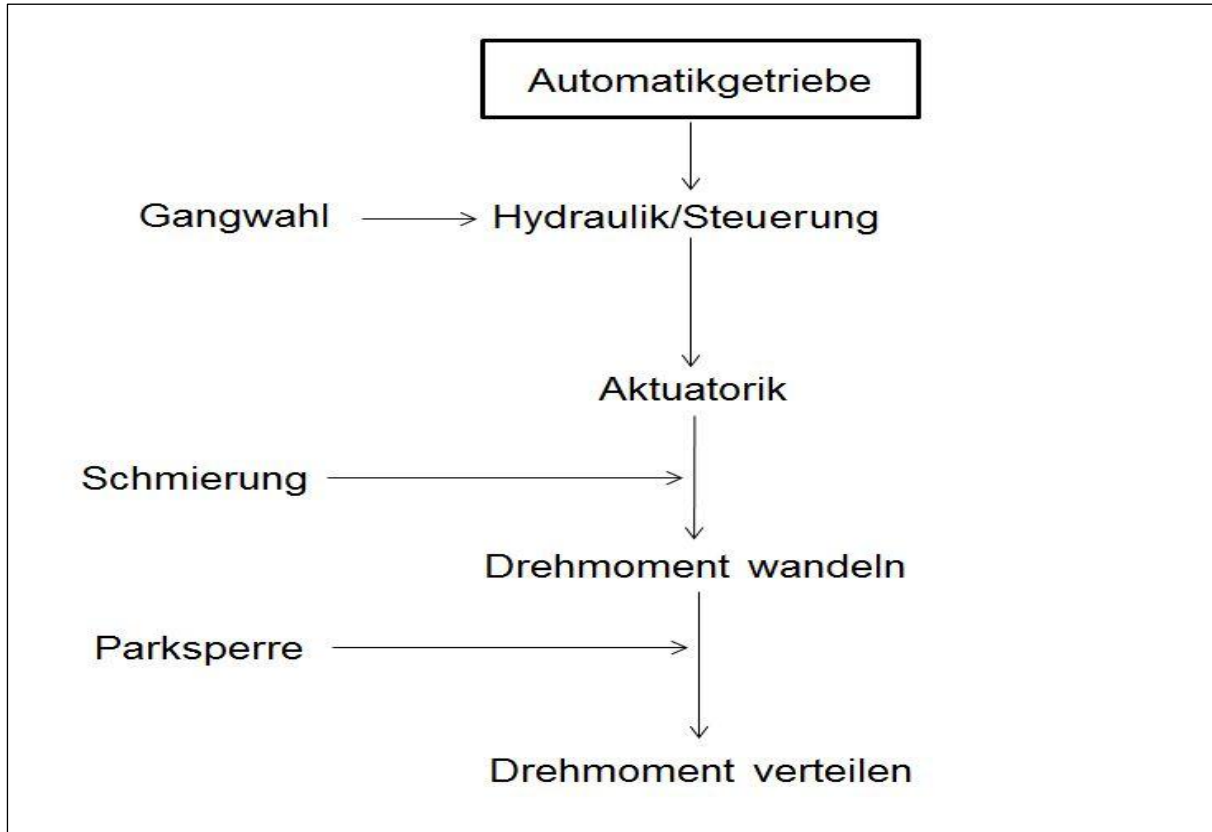 Automatikgetriebe
Gangwahl
Hydraulik/Steuerung
Aktuatorik
Schmierung
Drehmoment wandeln
Parksperre
Drehmoment verteilen